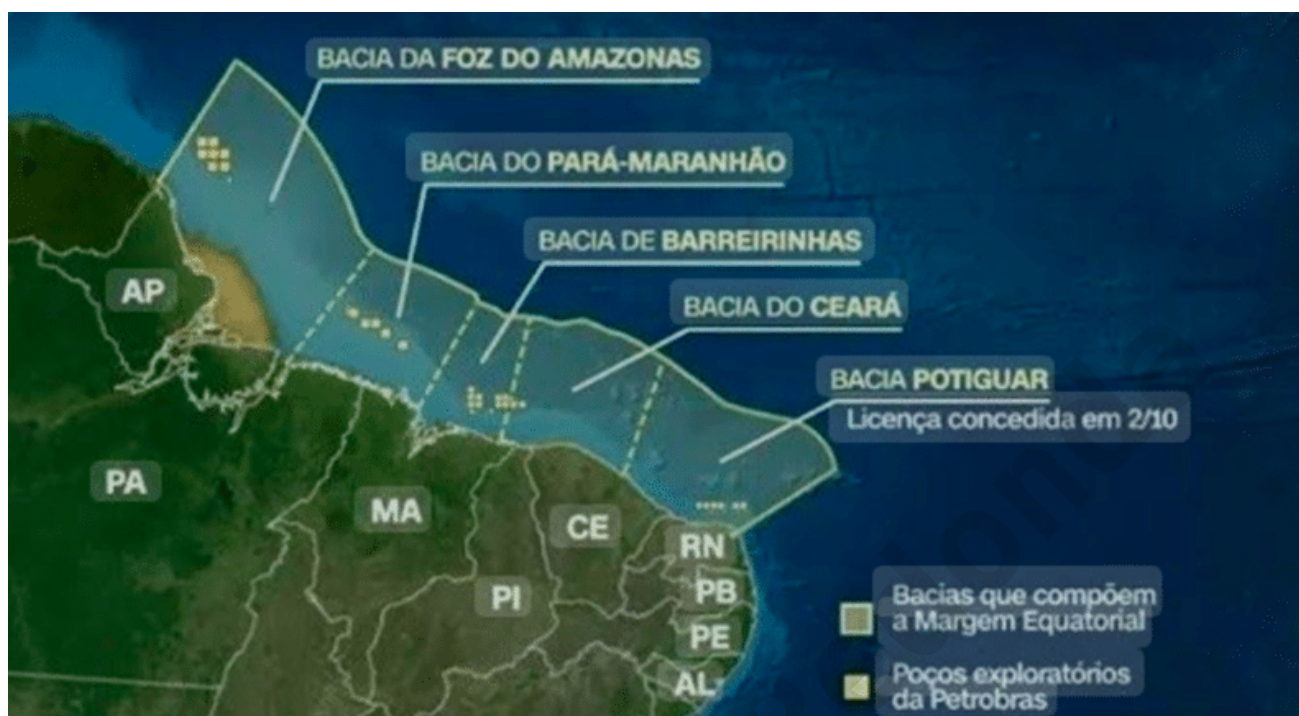 BACIA DA FOZ DO AMAZONAS
BACIA DO PARÁ-MARANHÃO
BACIA DE BARREIRINHAS
BACIA DO CEARÁ
BACIA POTIGUAR
Licença concedida em 2/10
AP
PA
MA
CE
PI
RN
PB
PE
AL
Bacias que compõem
a Margem Equatorial
Poços exploratórios
da Petrobras